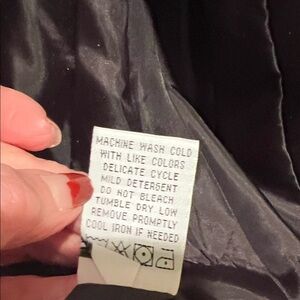 MACHINE WASH COLD
WITH LIKE COLORS
DELICATE CYCLE
MILD DETERGENT
DO NOT BLEACH
TUMBLE DRY LOW
REMOVE PROMPTLY
COOL IRON IF NEEDED